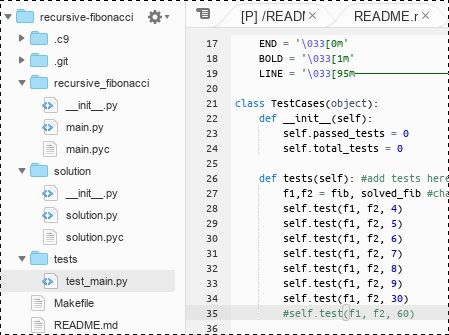 recursive-fibonacci
.c9
.git
recursive_fibonacci
__init__.py
main.py
main.pyc
solution
__init__.py
solution.py
solution.pyc
tests
test_main.py
Makefile
README.md
[P] /READM ×
README.r ×
17 END = '\033[0m'
18 BOLD = '\033[1m'
19 LINE = '\033[95m
20
21 class TestCases(object):
22 def __init__(self):
23 self.passed_tests = 0
24 self.total_tests = 0
25
26 def tests(self): #add tests here
27 f1,f2 = fib, solved_fib #cha
28 self.test(f1, f2, 4)
29 self.test(f1, f2, 5)
30 self.test(f1, f2, 6)
31 self.test(f1, f2, 7)
32 self.test(f1, f2, 8)
33 self.test(f1, f2, 9)
34 self.test(f1, f2, 30)
35 #self.test(f1, f2, 60)
36